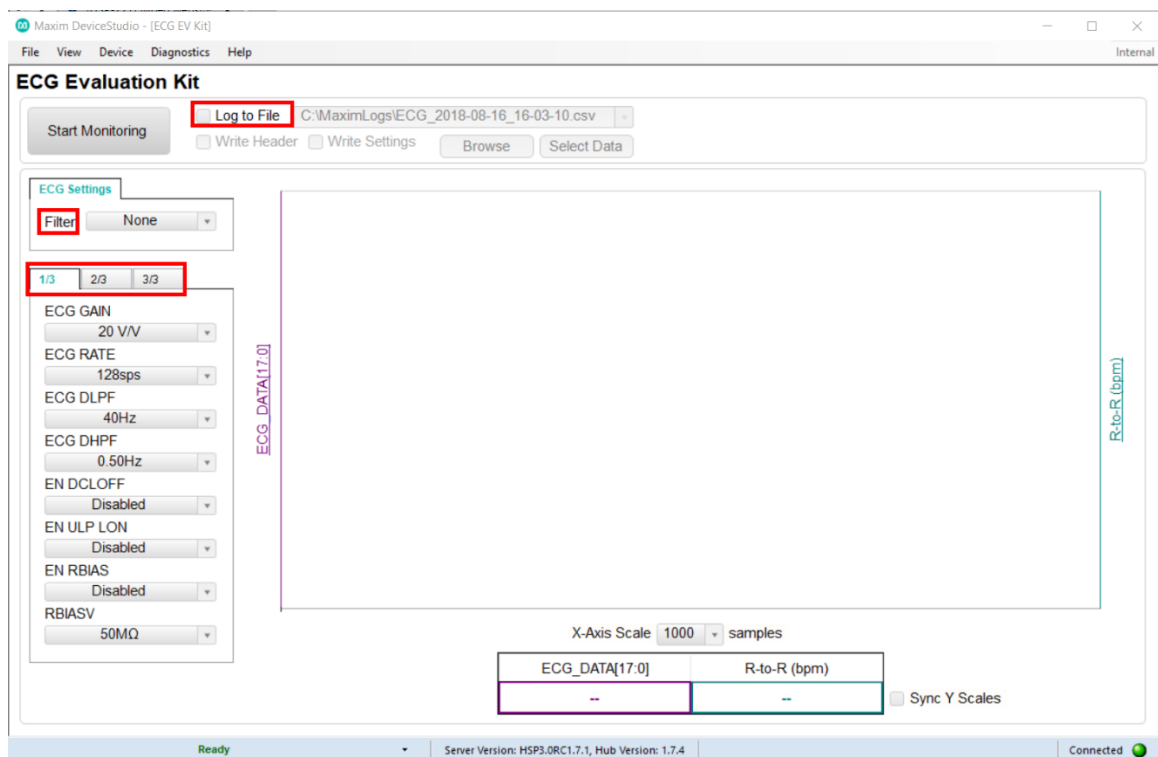 Maxim DeviceStudio - [ECG EV Kit]
File View Device Diagnostics Help Internal
ECG Evaluation Kit
Start Monitoring
Log to File C:\MaximLogs\ECG_2018-08-16_16-03-10.csv
Write Header Write Settings Browse Select Data
ECG Settings
Filter None
1/3 2/3 3/3
ECG GAIN
20 V/V
ECG RATE
128sps
ECG DLPF
40Hz
ECG DHPF
0.50Hz
EN DCLOFF
Disabled
EN ULP LON
Disabled
EN RBIAS
Disabled
RBIASV
50MΩ
ECG_DATA[17:0]
R-to-R (bpm)
X-Axis Scale 1000 samples
ECG_DATA[17:0] R-to-R (bpm)
-- --
Sync Y Scales
Ready Server Version: HSP3.0RC1.7.1, Hub Version: 1.7.4 Connected